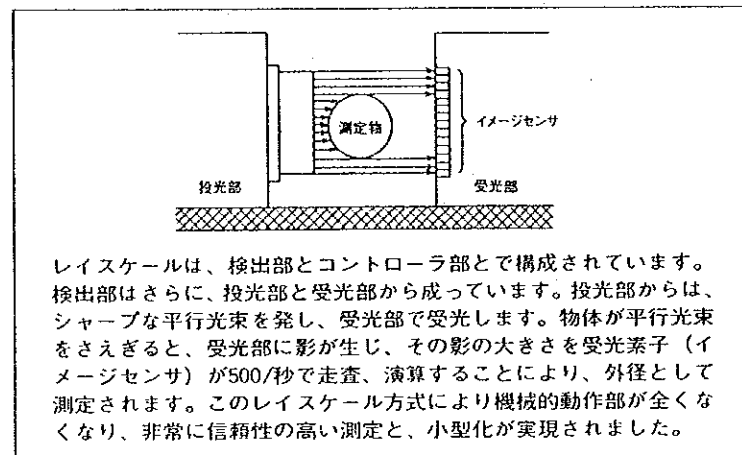 測定物
イメージセンサ
投光部
受光部
レイスケールは、検出部とコントローラ部とで構成されています。
検出部はさらに、投光部と受光部から成っています。投光部からは、
シャープな平行光束を発し、受光部で受光します。物体が平行光束
をさえぎると、受光部に影が生じ、その影の大きさを受光素子（イ
メージセンサ）が500/秒で走査、演算することにより、外径として
測定されます。このレイスケール方式により機械的動作部が全くな
くなり、非常に信頼性の高い測定と、小型化が実現されました。